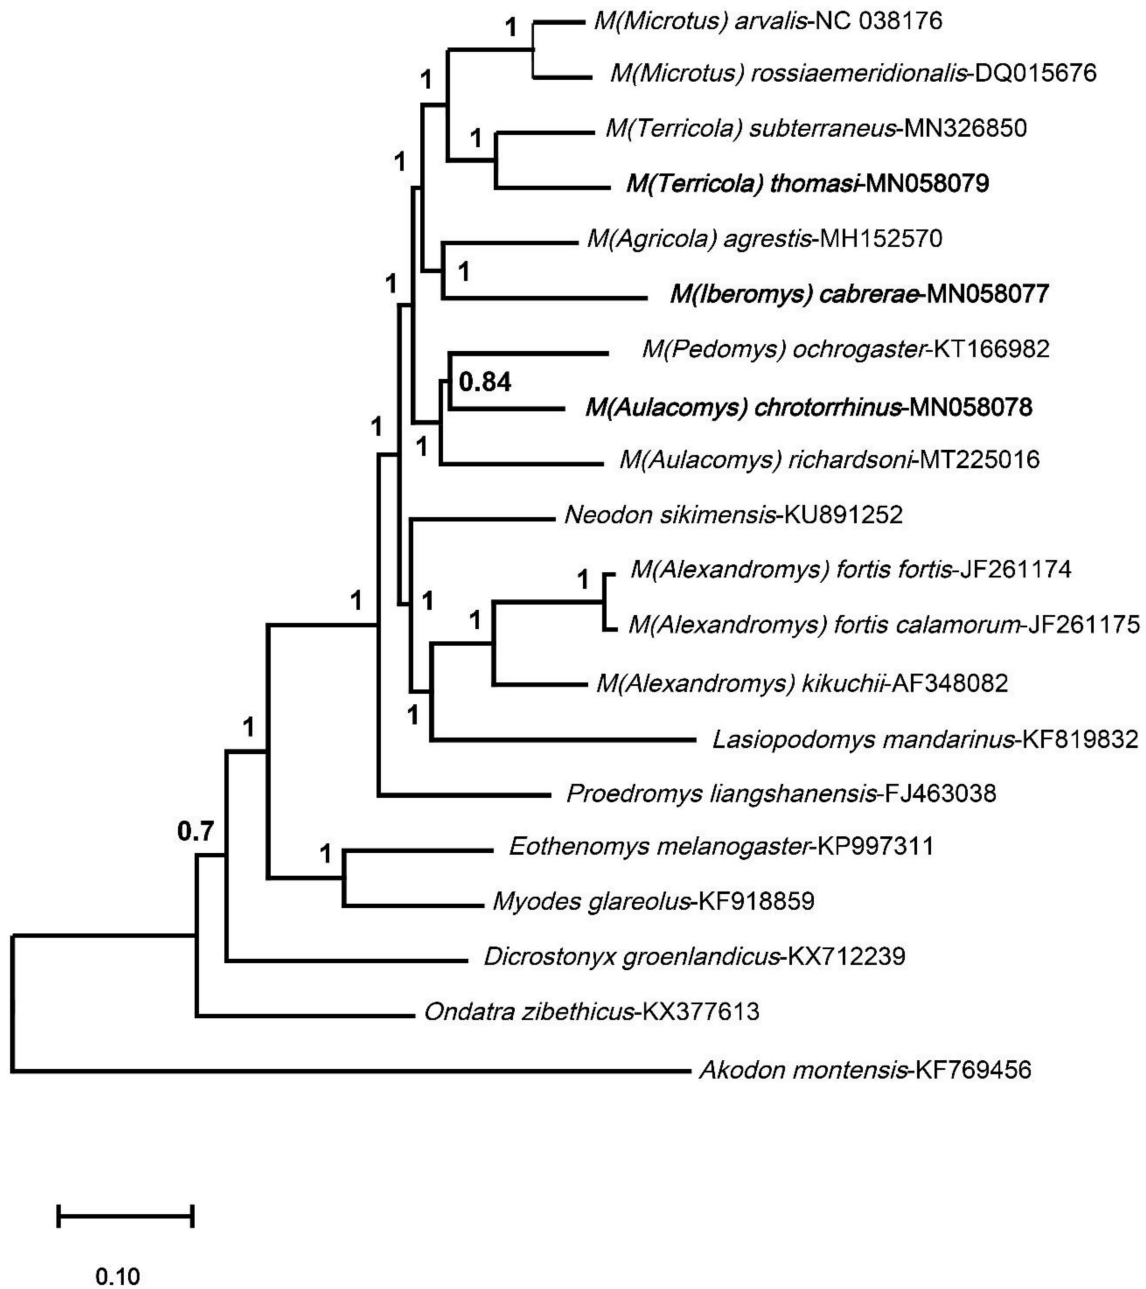 1
M(Microtus) arvalis-NC 038176
M(Microtus) rossiaemeridionalis-DQ015676
1
M(Terricola) subterraneus-MN326850
1
1
M(Terricola) thomasi-MN058079
M(Agricola) agrestis-MH152570
1
1
M(Iberomys) cabrerae-MN058077
M(Pedomys) ochrogaster-KT166982
0.84
M(Aulacomys) chrotorrhinus-MN058078
1
1
M(Aulacomys) richardsoni-MT225016
Neodon sikimensis-KU891252
M(Alexandromys) fortis fortis-JF261174
1
1
1
1
M(Alexandromys) fortis calamorum-JF261175
M(Alexandromys) kikuchii-AF348082
1
1
Lasiopodomys mandarinus-KF819832
Proedromys liangshanensis-FJ463038
0.7
1
Eothenomys melanogaster-KP997311
Myodes glareolus-KF918859
Dicrostonyx groenlandicus-KX712239
Ondatra zibethicus-KX377613
Akodon montensis-KF769456
0.10